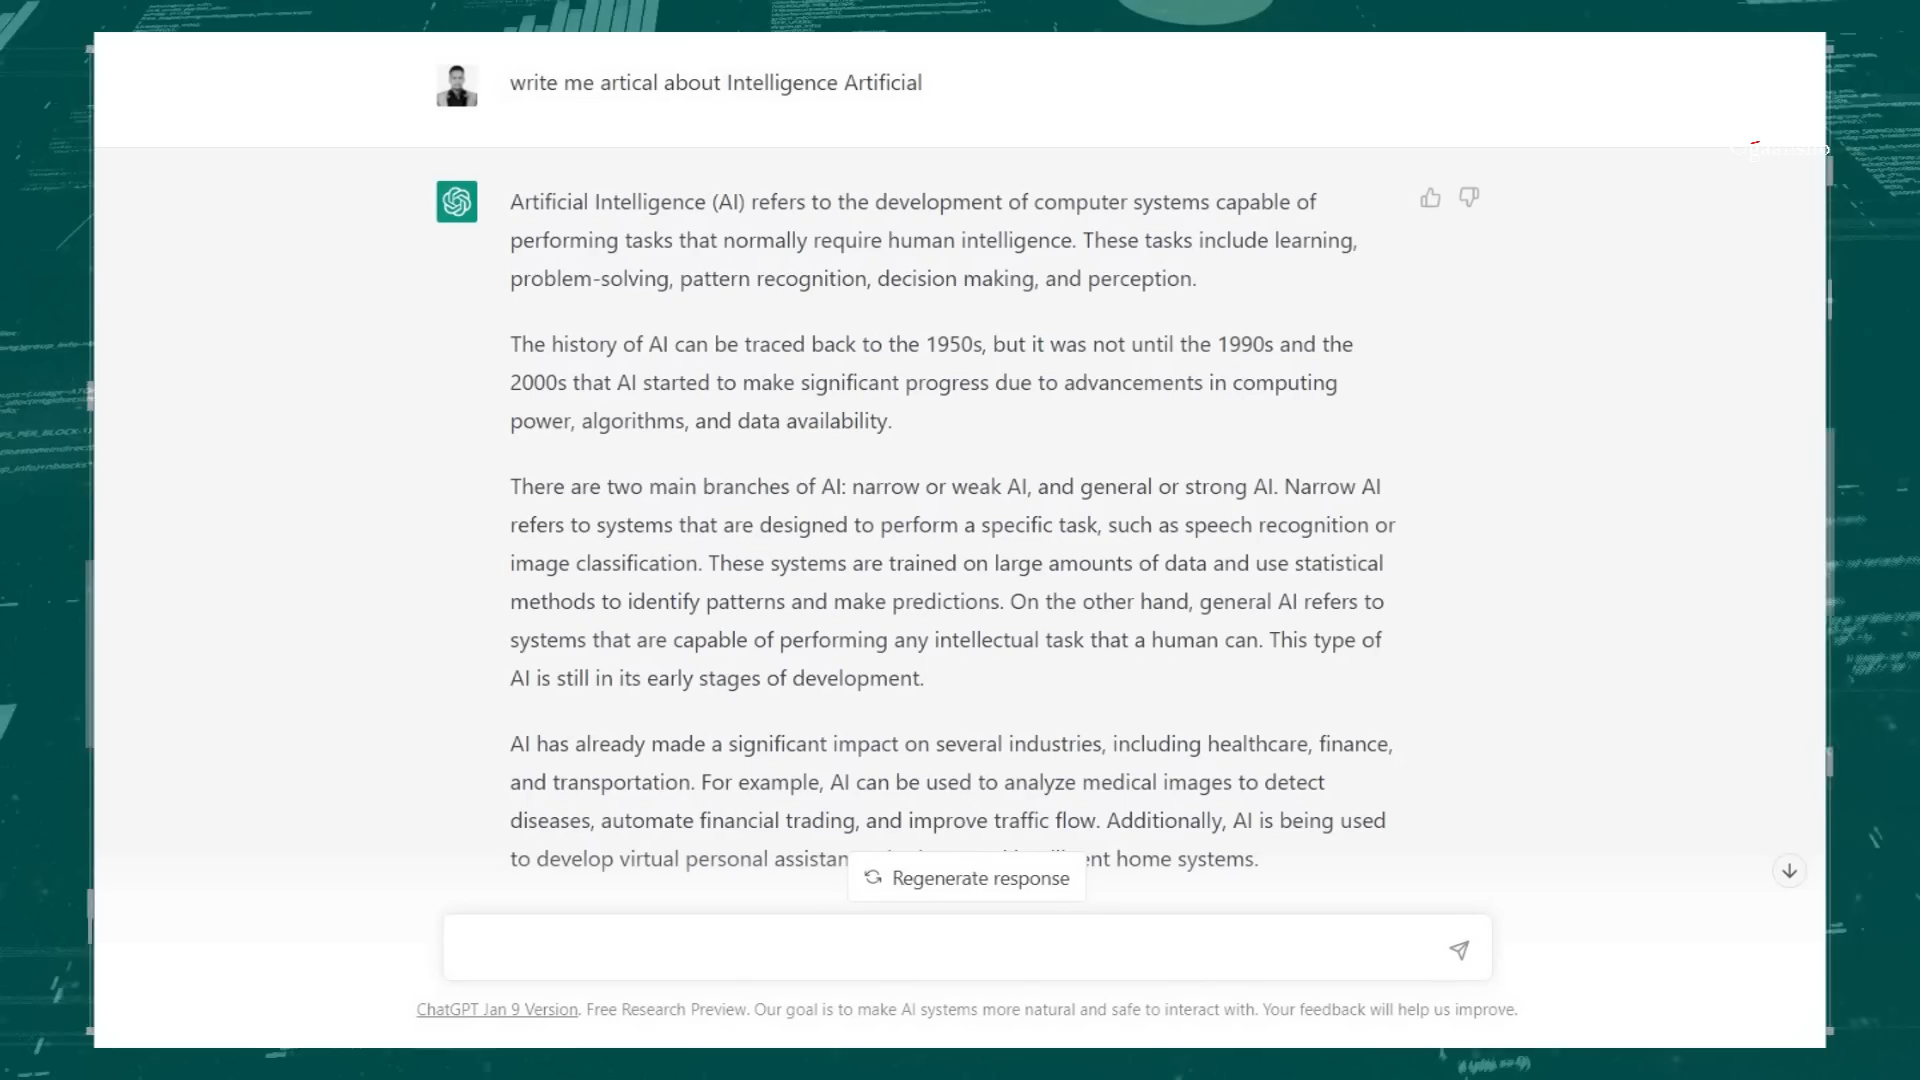 write me artical about Intelligence Artificial
Artificial Intelligence (AI) refers to the development of computer systems capable of
performing tasks that normally require human intelligence. These tasks include learning,
problem-solving, pattern recognition, decision making, and perception.
The history of AI can be traced back to the 1950s, but it was not until the 1990s and the
2000s that AI started to make significant progress due to advancements in computing
power, algorithms, and data availability.
There are two main branches of AI: narrow or weak AI, and general or strong AI. Narrow AI
refers to systems that are designed to perform a specific task, such as speech recognition or
image classification. These systems are trained on large amounts of data and use statistical
methods to identify patterns and make predictions. On the other hand, general AI refers to
systems that are capable of performing any intellectual task that a human can. This type of
AI is still in its early stages of development.
AI has already made a significant impact on several industries, including healthcare, finance,
and transportation. For example, AI can be used to analyze medical images to detect
diseases, automate financial trading, and improve traffic flow. Additionally, AI is being used
to develop virtual personal home systems.
Regenerate response
ChatGPT Jan 9 Version. Free Research Preview. Our goal is to make AI systems more natural and safe to interact with. Your feedback will help us improve.